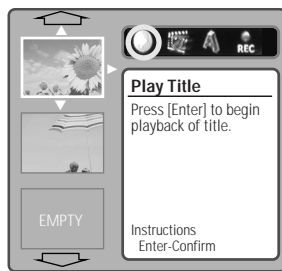 REC
Play Title
Press [Enter] to begin
playback of title.
EMPTY
Instructions
Enter-Confirm